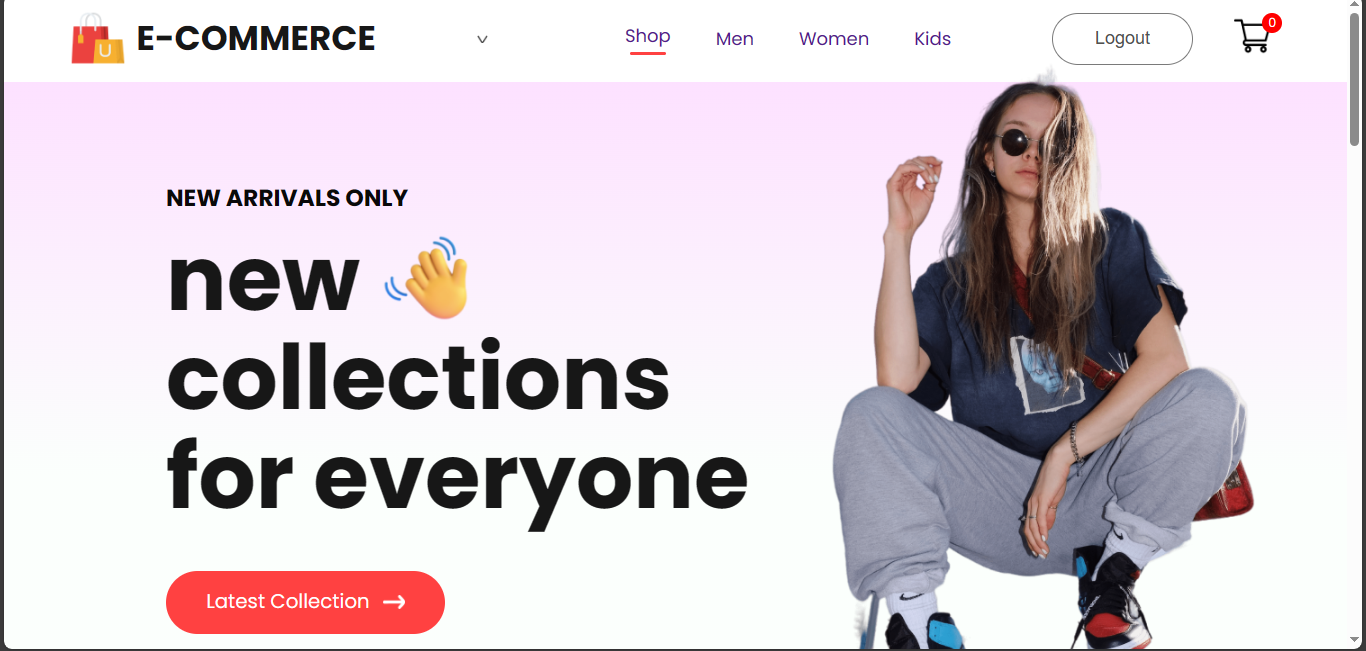 E-COMMERCE
Shop
Men
Women
Kids
Logout
0
NEW ARRIVALS ONLY
new
collections
for everyone
Latest Collection